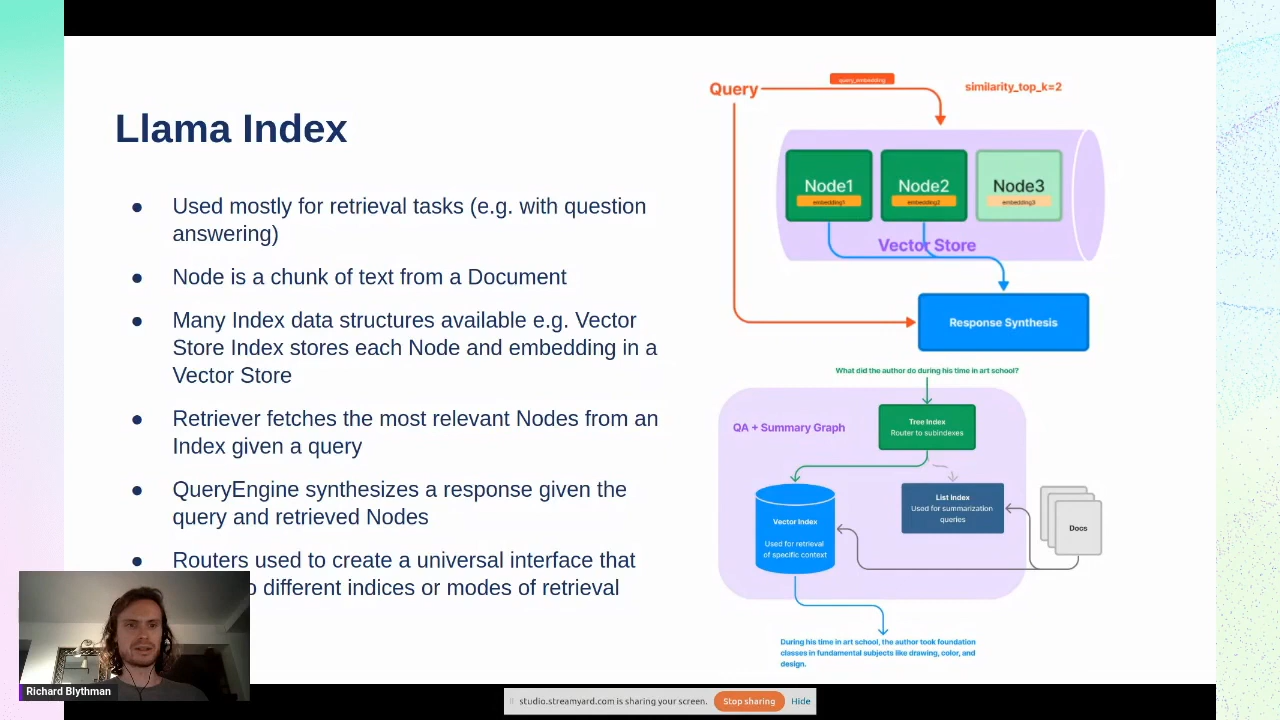 Llama Index
● Used mostly for retrieval tasks (e.g. with question
answering)
● Node is a chunk of text from a Document
● Many Index data structures available e.g. Vector
Store Index stores each Node and embedding in a
Vector Store
● Retriever fetches the most relevant Nodes from an
Index given a query
● QueryEngine synthesizes a response given the
query and retrieved Nodes
● Routers used to create a universal interface that
different indices or modes of retrieval
Query
query_embedding
similarity_top_k=2
Node1
embedding1
Node2
embedding2
Node3
embedding3
Vector Store
Response Synthesis
What did the author do during his time in art school?
QA + Summary Graph
Tree Index
Router to subindexes
Vector Index
Used for retrieval
of specific context
List Index
Used for summarization
queries
Docs
During his time in art school, the author took foundation
classes in fundamental subjects like drawing, color, and
design.
Richard Blythman
studio.streamyard.com is sharing your screen.
Stop sharing
Hide